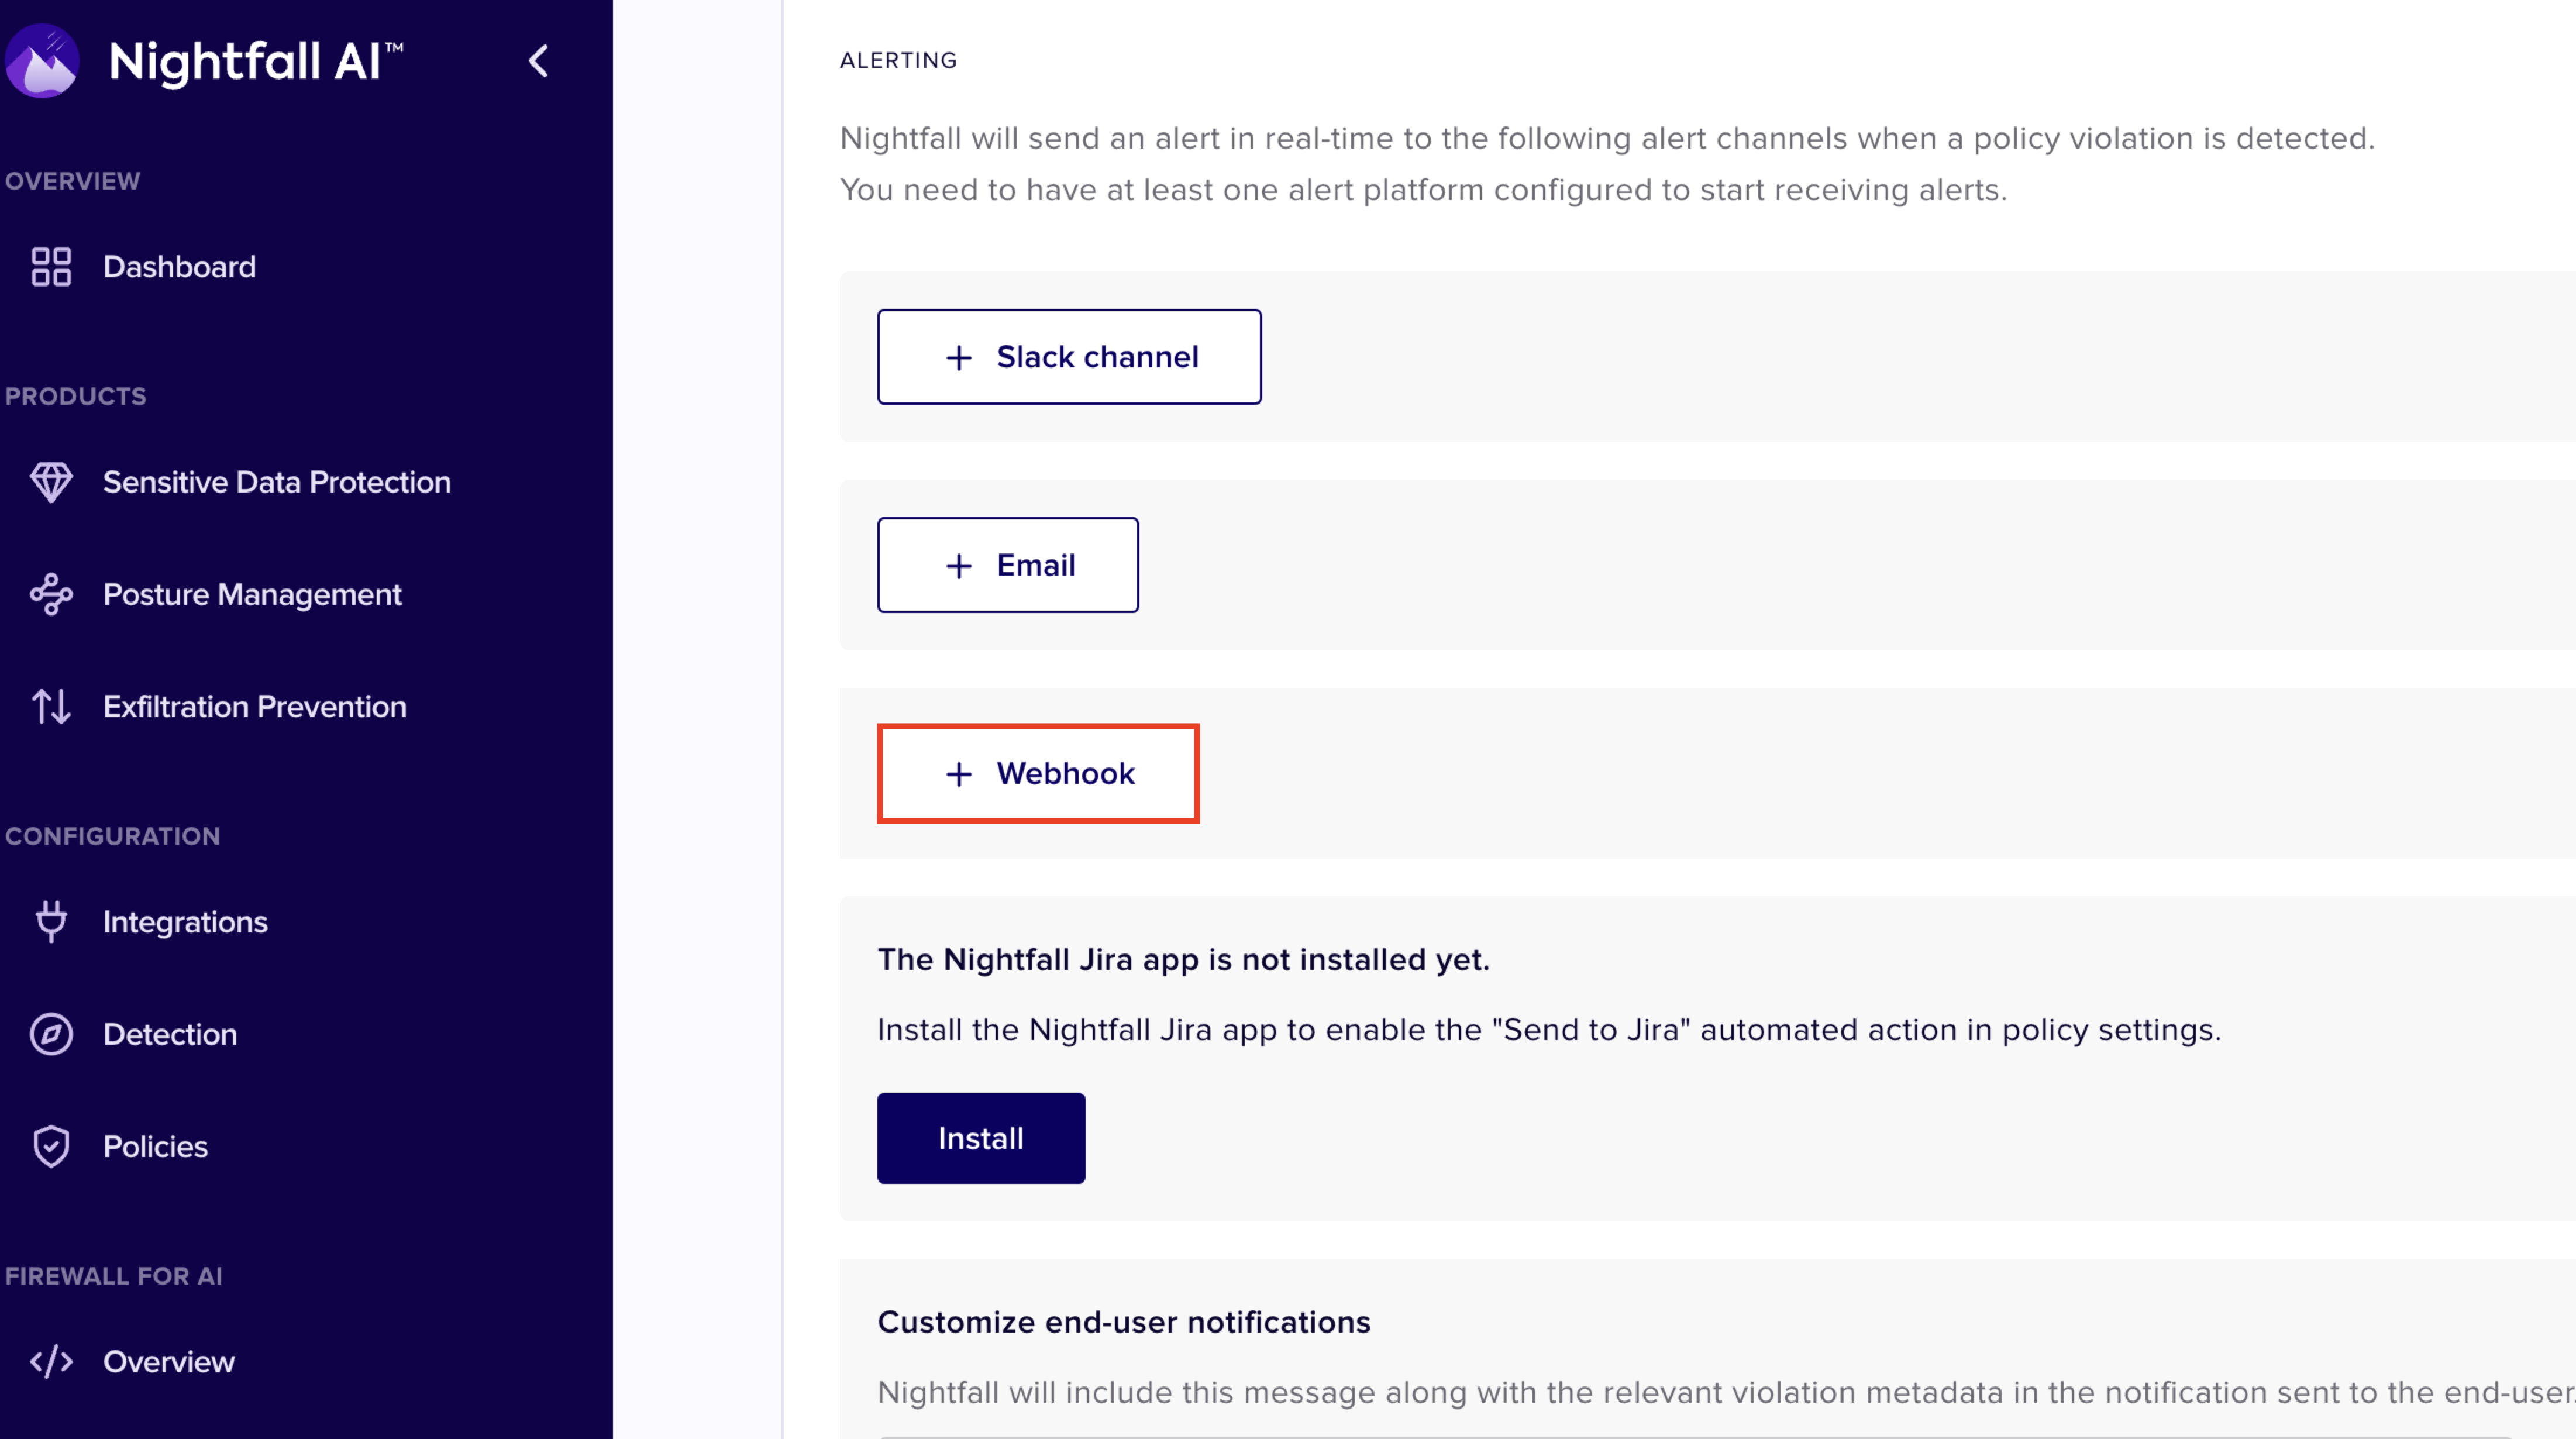 Nightfall AI™
OVERVIEW
Dashboard
PRODUCTS
Sensitive Data Protection
Posture Management
Exfiltration Prevention
CONFIGURATION
Integrations
Detection
Policies
FIREWALL FOR AI
Overview
ALERTING
Nightfall will send an alert in real-time to the following alert channels when a policy violation is detected.
You need to have at least one alert platform configured to start receiving alerts.
+ Slack channel
+ Email
+ Webhook
The Nightfall Jira app is not installed yet.
Install the Nightfall Jira app to enable the "Send to Jira" automated action in policy settings.
Install
Customize end-user notifications
Nightfall will include this message along with the relevant violation metadata in the notification sent to the end-user.